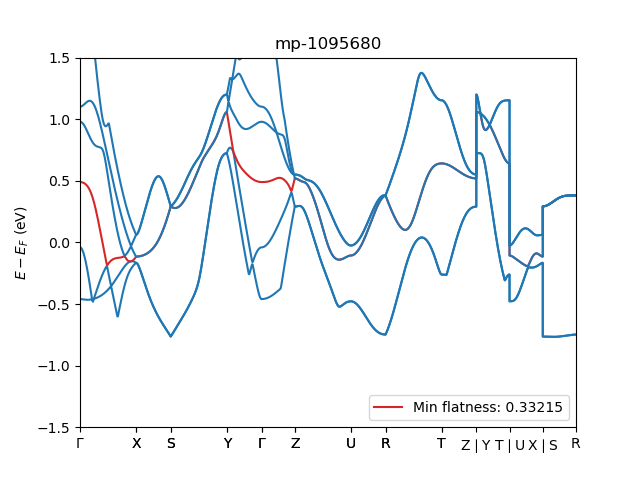 mp-1095680
1.5
1.0
0.5
0.0
−0.5
−1.0
−1.5
E − E_F (eV)
Min flatness: 0.33215
Γ X S Y Γ Z U R T Z | Y T | U X | S R